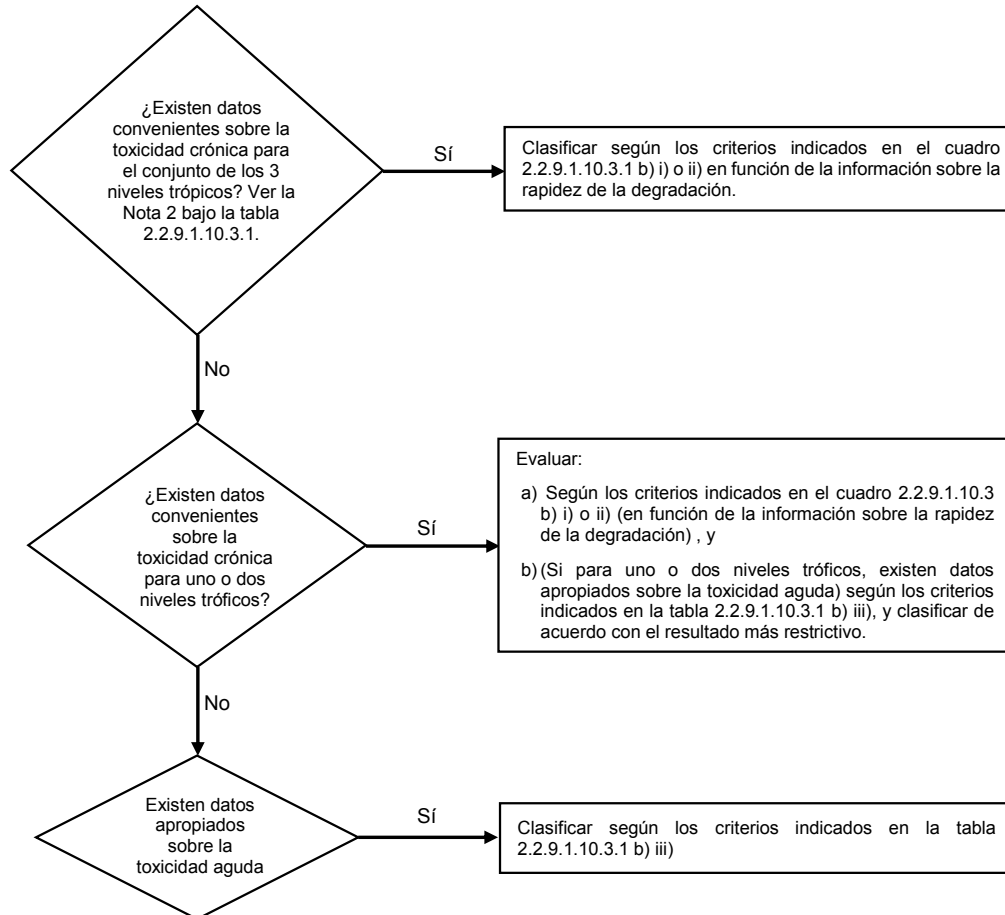 ¿Existen datos
convenientes sobre la
toxicidad crónica para
el conjunto de los 3
niveles trópicos? Ver la
Nota 2 bajo la tabla
2.2.9.1.10.3.1.
Sí
Clasificar según los criterios indicados en el cuadro
2.2.9.1.10.3.1 b) i) o ii) en función de la información sobre la
rapidez de la degradación.
No
¿Existen datos
convenientes
sobre la
toxicidad crónica
para uno o dos
niveles tróficos?
Sí
Evaluar:
a) Según los criterios indicados en el cuadro 2.2.9.1.10.3
b) i) o ii) (en función de la información sobre la rapidez
de la degradación) , y
b) (Si para uno o dos niveles tróficos, existen datos
apropiados sobre la toxicidad aguda) según los criterios
indicados en la tabla 2.2.9.1.10.3.1 b) iii), y clasificar de
acuerdo con el resultado más restrictivo.
No
Existen datos
apropiados
sobre la
toxicidad aguda
Sí
Clasificar según los criterios indicados en la tabla
2.2.9.1.10.3.1 b) iii)